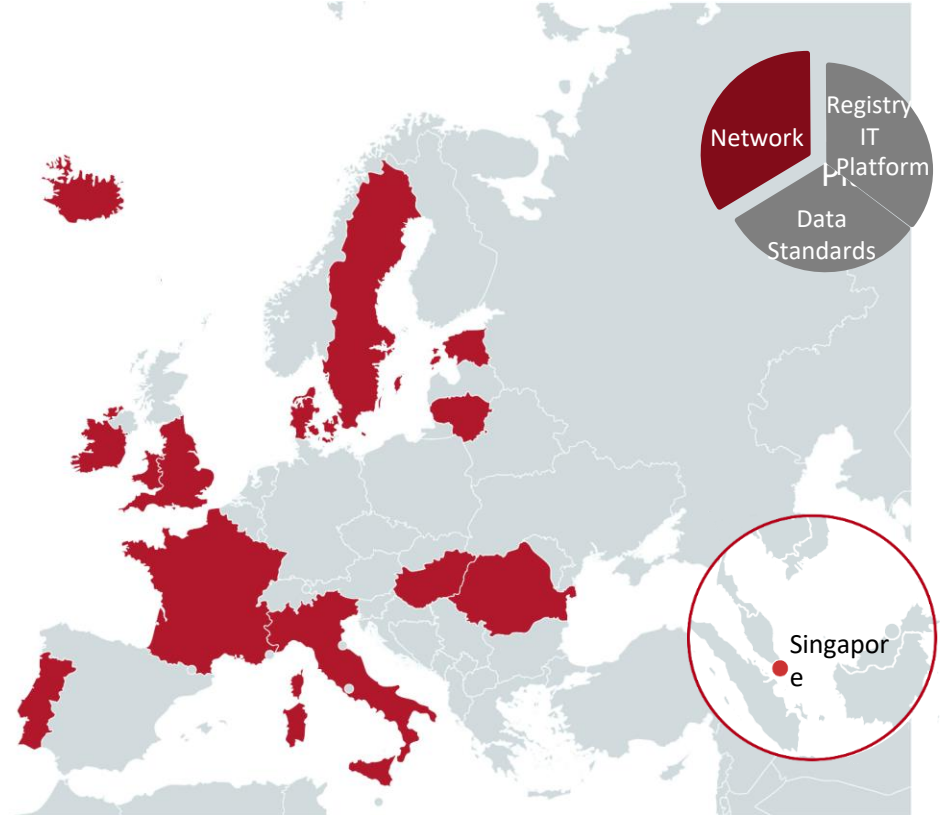 Network
Registry
IT
Platform
Data
Standards
Singapor
e